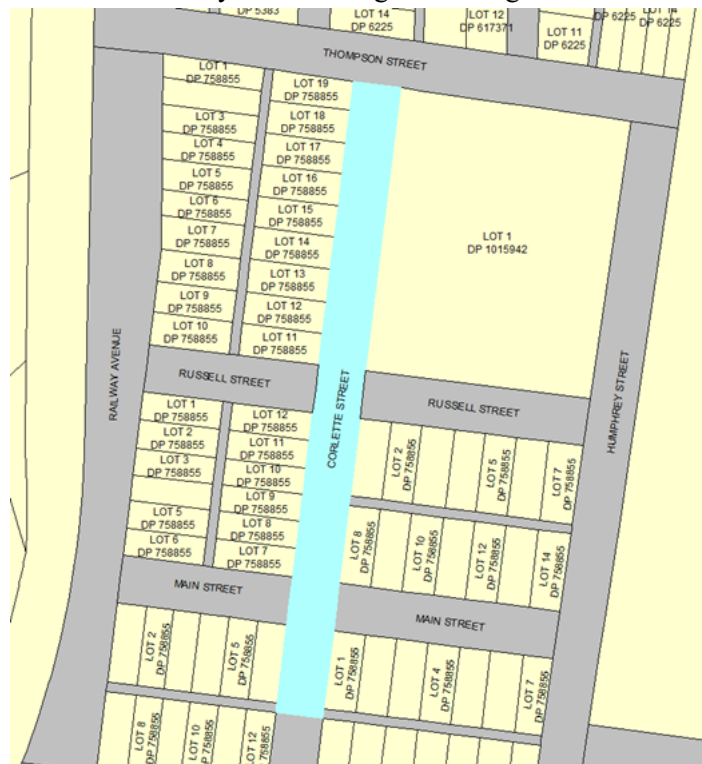 DP 5383
LOT 14
DP 6225
LOT 12
DP 617371
LOT 11
DP 6225
DP 6225
THOMPSON STREET
LOT 1
DP 758855
LOT 3
DP 758855
LOT 4
DP 758855
LOT 5
DP 758855
LOT 6
DP 758855
LOT 7
DP 758855
LOT 8
DP 758855
LOT 9
DP 758855
LOT 10
DP 758855
LOT 19
DP 758855
LOT 18
DP 758855
LOT 17
DP 758855
LOT 16
DP 758855
LOT 15
DP 758855
LOT 14
DP 758855
LOT 13
DP 758855
LOT 12
DP 758855
LOT 11
DP 758855
LOT 1
DP 1015942
RAILWAY AVENUE
RUSSELL STREET
CORLETTE STREET
RUSSELL STREET
HUMPHREY STREET
LOT 1
DP 758855
LOT 2
DP 758855
LOT 3
DP 758855
LOT 5
DP 758855
LOT 6
DP 758855
LOT 12
DP 758855
LOT 11
DP 758855
LOT 10
DP 758855
LOT 9
DP 758855
LOT 8
DP 758855
LOT 7
DP 758855
LOT 2
DP 758855
LOT 5
DP 758855
LOT 7
DP 758855
LOT 8
DP 758855
LOT 10
DP 758855
LOT 12
DP 758855
LOT 14
DP 758855
MAIN STREET
MAIN STREET
LOT 2
DP 758855
LOT 5
DP 758855
LOT 1
DP 758855
LOT 4
DP 758855
LOT 7
DP 758855
LOT 8
DP 758855
LOT 10
DP 758855
LOT 12
DP 758855